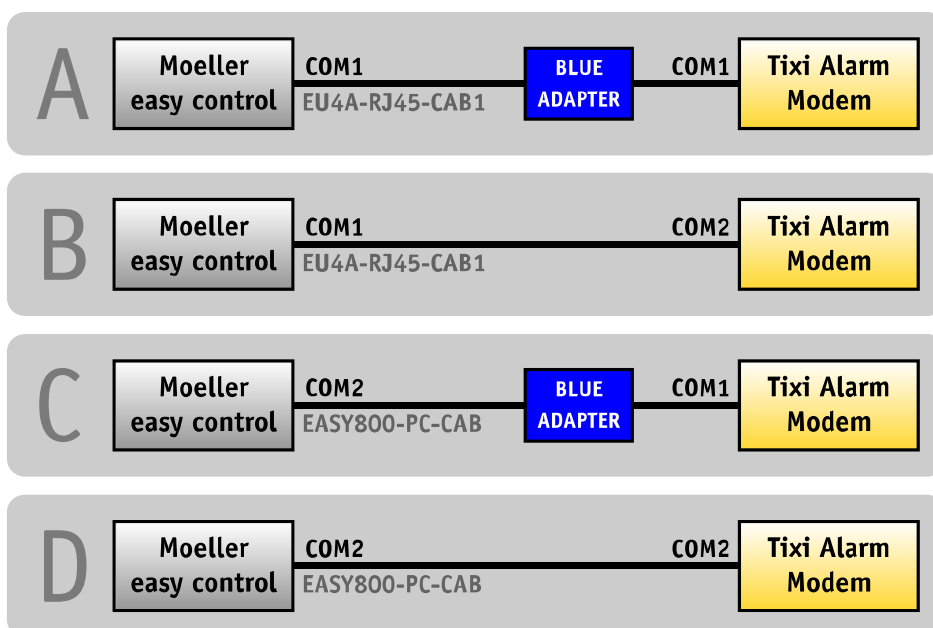 A
Moeller
easy control
COM1
EU4A-RJ45-CAB1
BLUE
ADAPTER
COM1
Tixi Alarm
Modem
B
Moeller
easy control
COM1
EU4A-RJ45-CAB1
COM2
Tixi Alarm
Modem
C
Moeller
easy control
COM2
EASY800-PC-CAB
BLUE
ADAPTER
COM1
Tixi Alarm
Modem
D
Moeller
easy control
COM2
EASY800-PC-CAB
COM2
Tixi Alarm
Modem